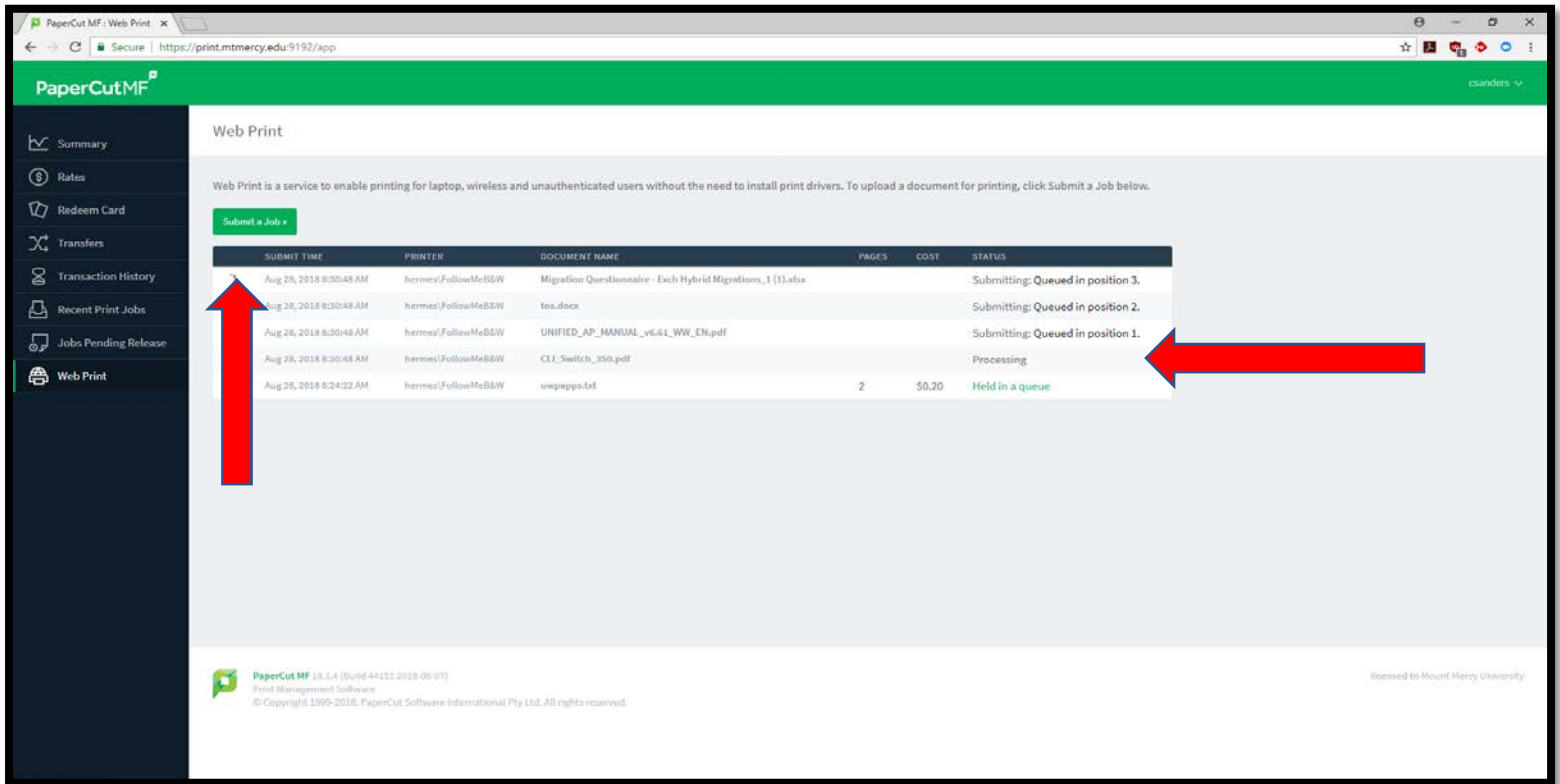 PaperCut MF : Web Print
Secure | https://print.mtmercy.edu:9192/app
PaperCutMF
csanders
Summary
Rates
Redeem Card
Transfers
Transaction History
Recent Print Jobs
Jobs Pending Release
Web Print
Web Print
Web Print is a service to enable printing for laptop, wireless and unauthenticated users without the need to install print drivers. To upload a document for printing, click Submit a Job below.
Submit a Job »
SUBMIT TIME PRINTER DOCUMENT NAME PAGES COST STATUS
Aug 28, 2018 8:30:48 AM hermes\FollowMeB&W Migration Questionnaire - Exch Hybrid Migrations_1 (1).xlsx Submitting: Queued in position 3.
Aug 28, 2018 8:30:48 AM hermes\FollowMeB&W tos.docx Submitting: Queued in position 2.
Aug 28, 2018 8:30:48 AM hermes\FollowMeB&W UNIFIED_AP_MANUAL_v6.61_WW_EN.pdf Submitting: Queued in position 1.
Aug 28, 2018 8:30:48 AM hermes\FollowMeB&W CLI_Switch_350.pdf Processing
Aug 28, 2018 8:24:22 AM hermes\FollowMeB&W uwpapps.txt 2 $0.20 Held in a queue
PaperCut MF 18.1.4 (Build 44151 2018-06-07)
Print Management Software
© Copyright 1999-2018. PaperCut Software International Pty Ltd. All rights reserved.
licensed to Mount Mercy University